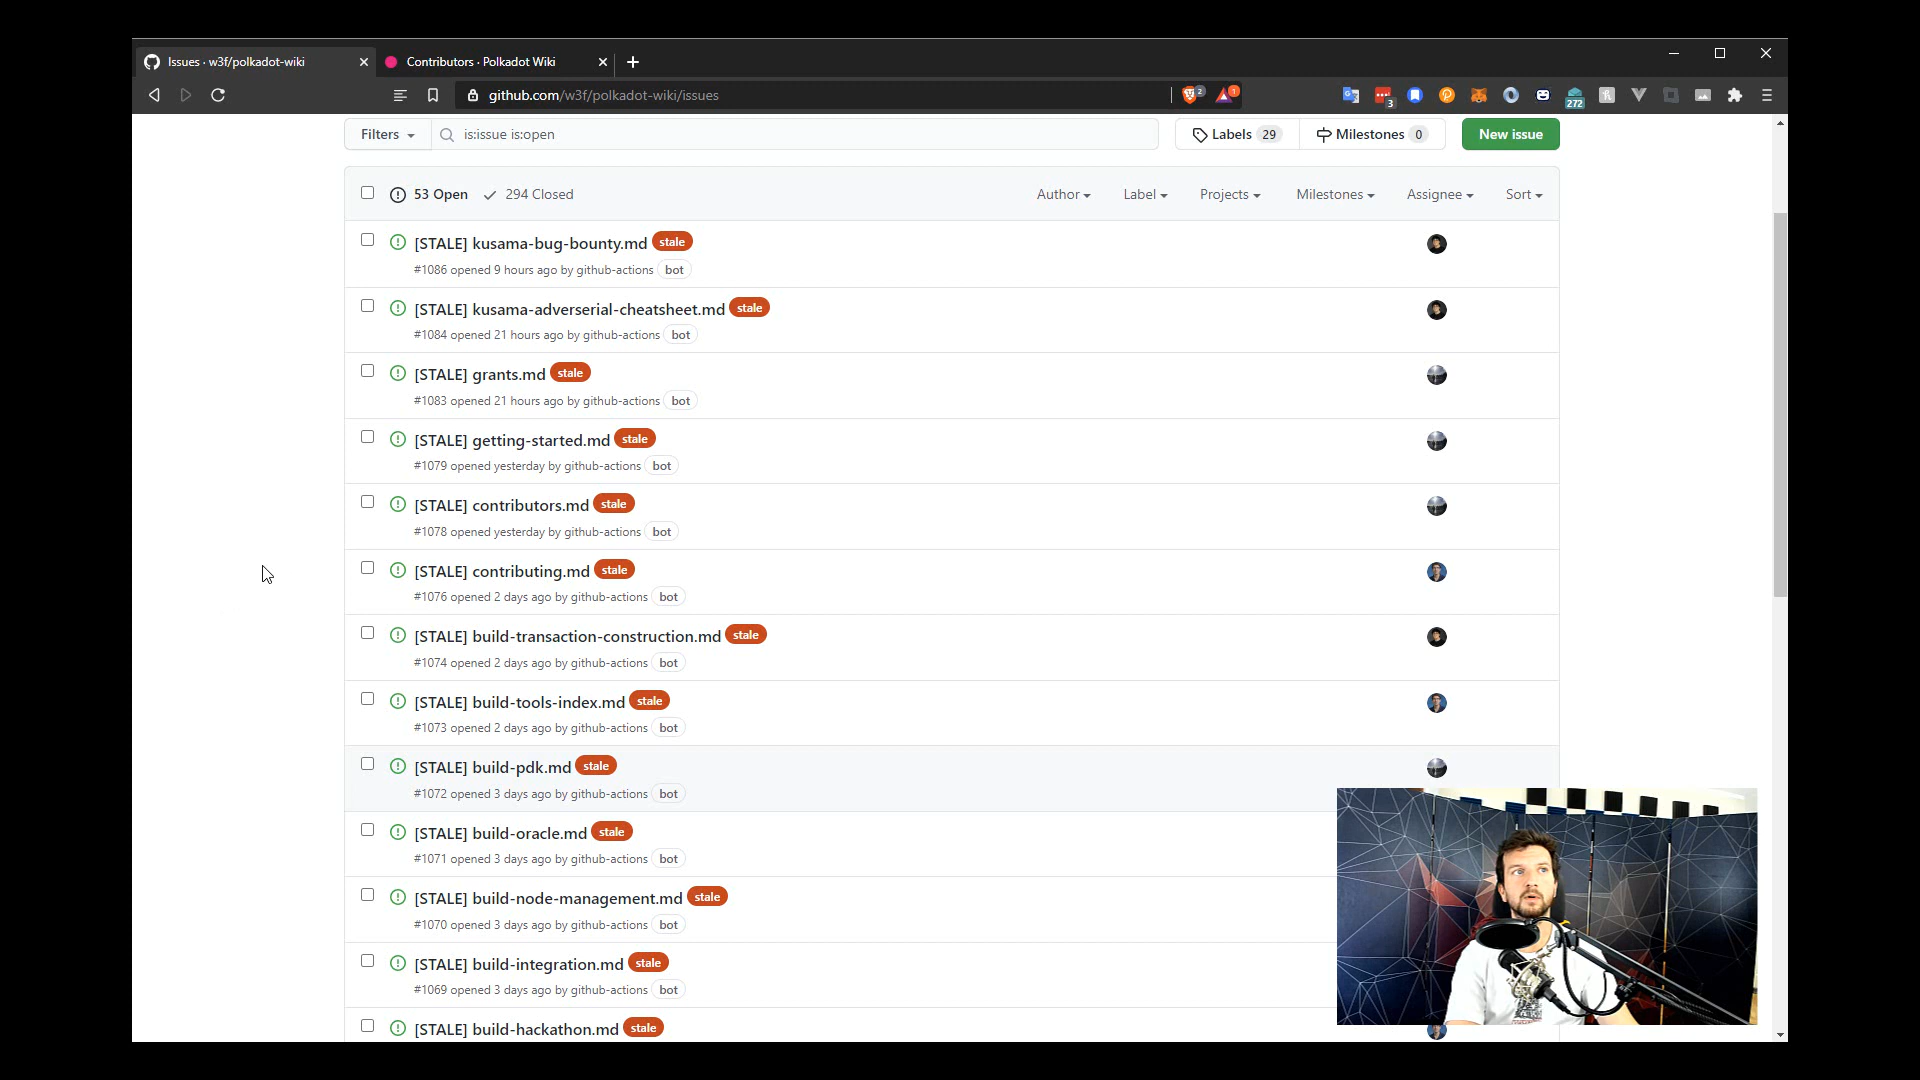 Issues · w3f/polkadot-wiki
Contributors · Polkadot Wiki
github.com/w3f/polkadot-wiki/issues
2
1
3
272
Filters
is:issue is:open
Labels 29
Milestones 0
New issue
53 Open
294 Closed
Author
Label
Projects
Milestones
Assignee
Sort
[STALE] kusama-bug-bounty.md stale
#1086 opened 9 hours ago by github-actions bot
[STALE] kusama-adverserial-cheatsheet.md stale
#1084 opened 21 hours ago by github-actions bot
[STALE] grants.md stale
#1083 opened 21 hours ago by github-actions bot
[STALE] getting-started.md stale
#1079 opened yesterday by github-actions bot
[STALE] contributors.md stale
#1078 opened yesterday by github-actions bot
[STALE] contributing.md stale
#1076 opened 2 days ago by github-actions bot
[STALE] build-transaction-construction.md stale
#1074 opened 2 days ago by github-actions bot
[STALE] build-tools-index.md stale
#1073 opened 2 days ago by github-actions bot
[STALE] build-pdk.md stale
#1072 opened 3 days ago by github-actions bot
[STALE] build-oracle.md stale
#1071 opened 3 days ago by github-actions bot
[STALE] build-node-management.md stale
#1070 opened 3 days ago by github-actions bot
[STALE] build-integration.md stale
#1069 opened 3 days ago by github-actions bot
[STALE] build-hackathon.md stale